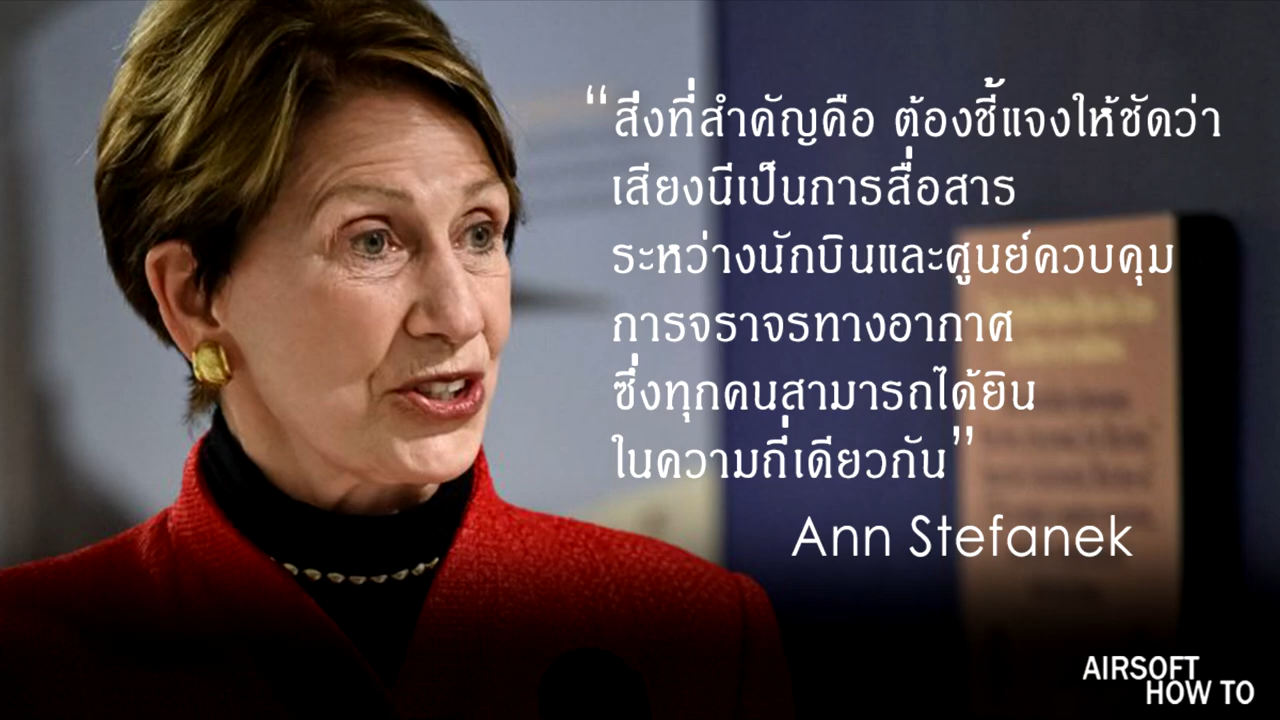 “สิ่งที่สำคัญคือ ต้องชี้แจงให้ชัดว่า
เสียงนี้เป็นการสื่อสาร
ระหว่างนักบินและศูนย์ควบคุม
การจราจรทางอากาศ
ซึ่งทุกคนสามารถได้ยิน
ในความถี่เดียวกัน”
Ann Stefanek
AIRSOFT
HOW TO